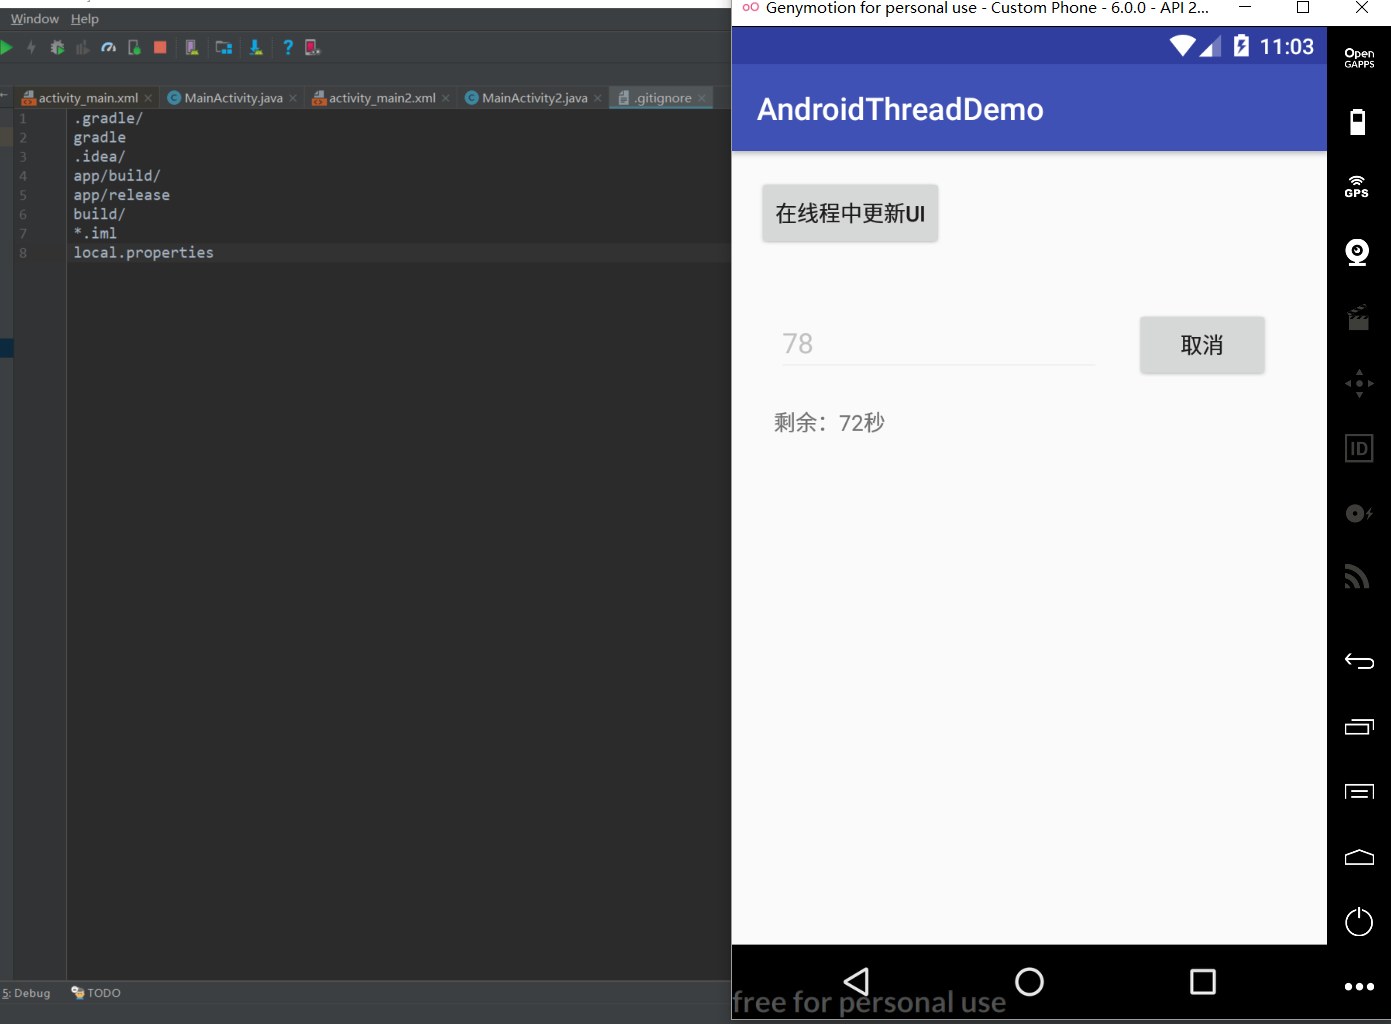 Window Help
activity_main.xml MainActivity.java activity_main2.xml MainActivity2.java .gitignore
1 .gradle/
2 gradle
3 .idea/
4 app/build/
5 app/release
6 build/
7 *.iml
8 local.properties
5: Debug TODO
Genymotion for personal use - Custom Phone - 6.0.0 - API 2...
11:03
AndroidThreadDemo
在线程中更新UI
78
取消
剩余：72秒
free for personal use
Open
GAPPS
GPS
ID